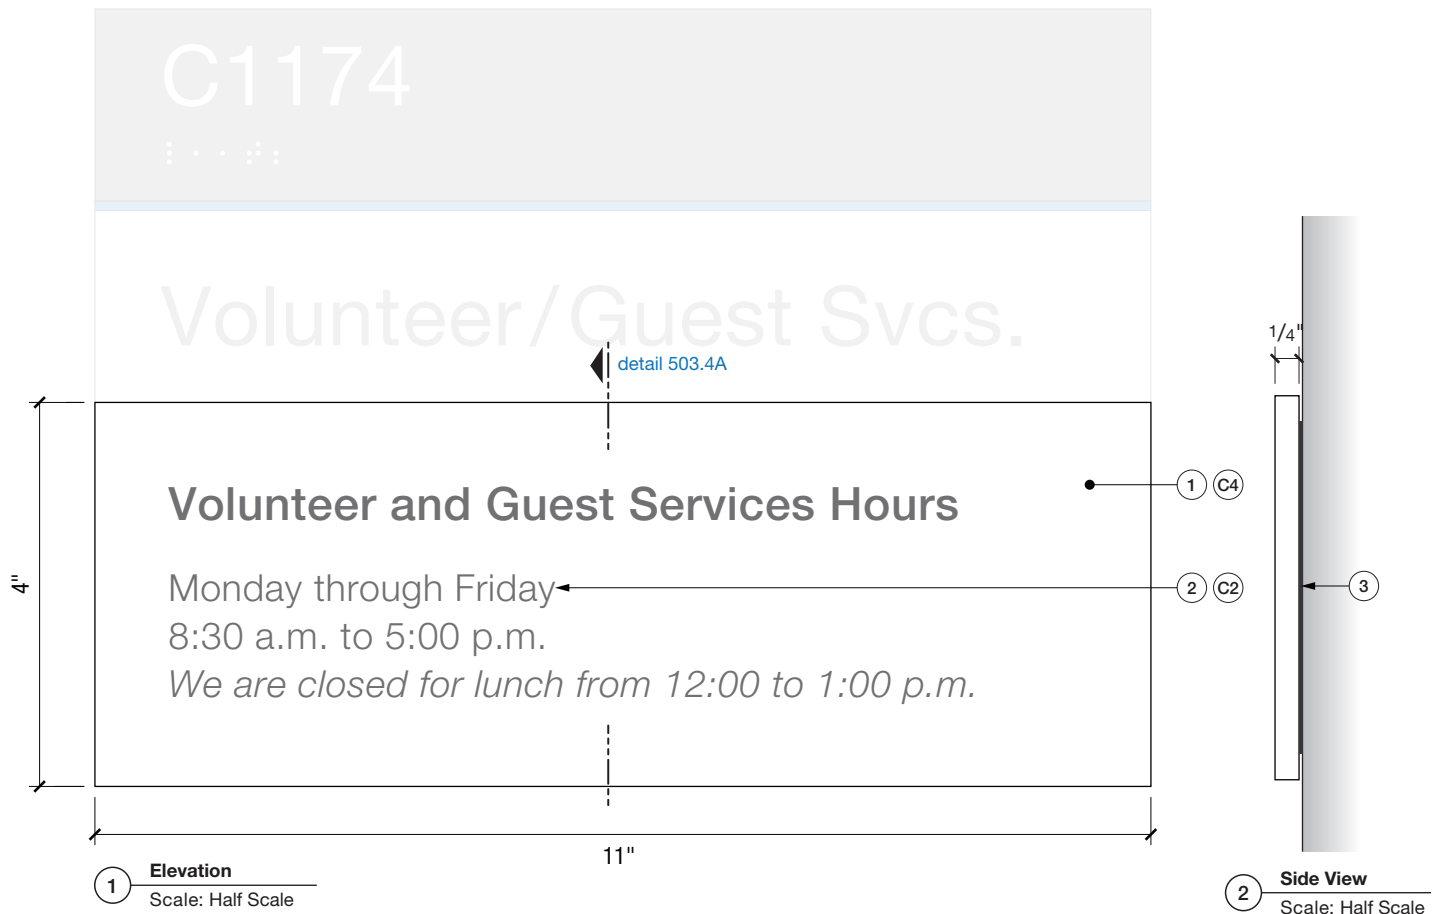 C1174
⠇⠂⠂⠞⠆
Volunteer/Guest Svcs.
detail 503.4A
1/4"
Volunteer and Guest Services Hours
1 C4
4"
Monday through Friday
2 C2
3
8:30 a.m. to 5:00 p.m.
We are closed for lunch from 12:00 to 1:00 p.m.
11"
1 Elevation
Scale: Half Scale
2 Side View
Scale: Half Scale